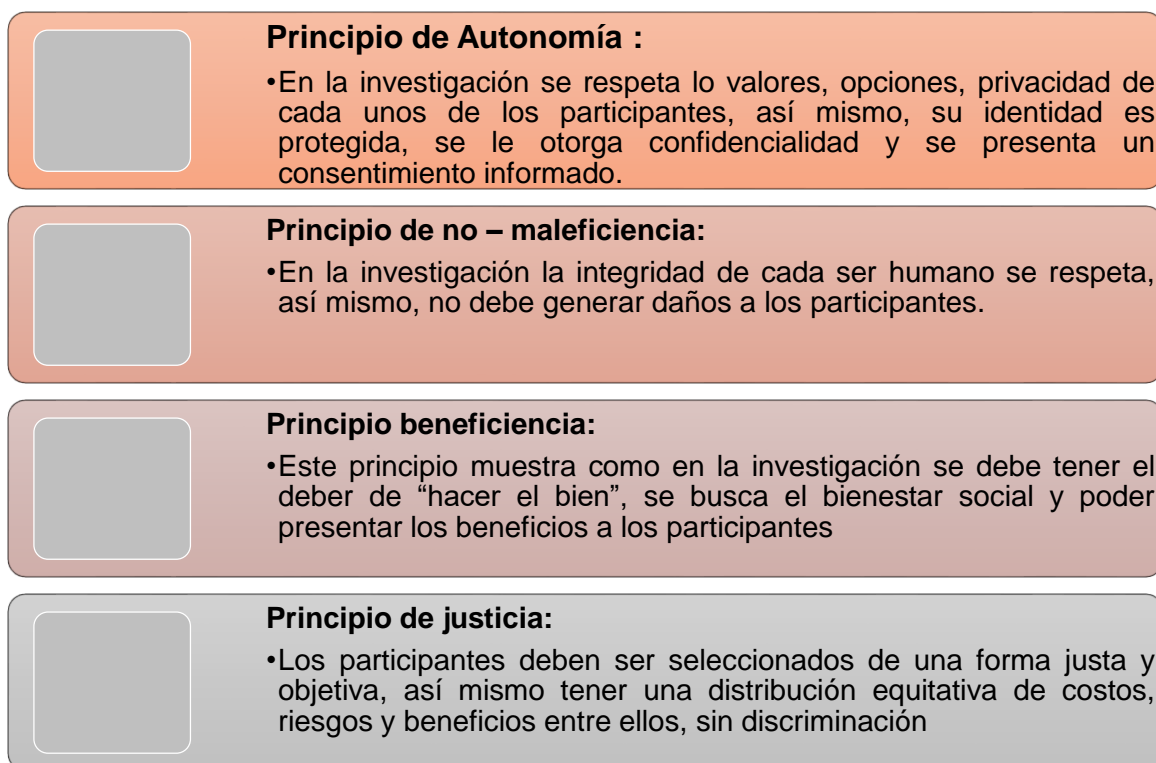 Principio de Autonomía :
•En la investigación se respeta lo valores, opciones, privacidad de
cada unos de los participantes, así mismo, su identidad es
protegida, se le otorga confidencialidad y se presenta un
consentimiento informado.
Principio de no – maleficiencia:
•En la investigación la integridad de cada ser humano se respeta,
así mismo, no debe generar daños a los participantes.
Principio beneficiencia:
•Este principio muestra como en la investigación se debe tener el
deber de “hacer el bien”, se busca el bienestar social y poder
presentar los beneficios a los participantes
Principio de justicia:
•Los participantes deben ser seleccionados de una forma justa y
objetiva, así mismo tener una distribución equitativa de costos,
riesgos y beneficios entre ellos, sin discriminación